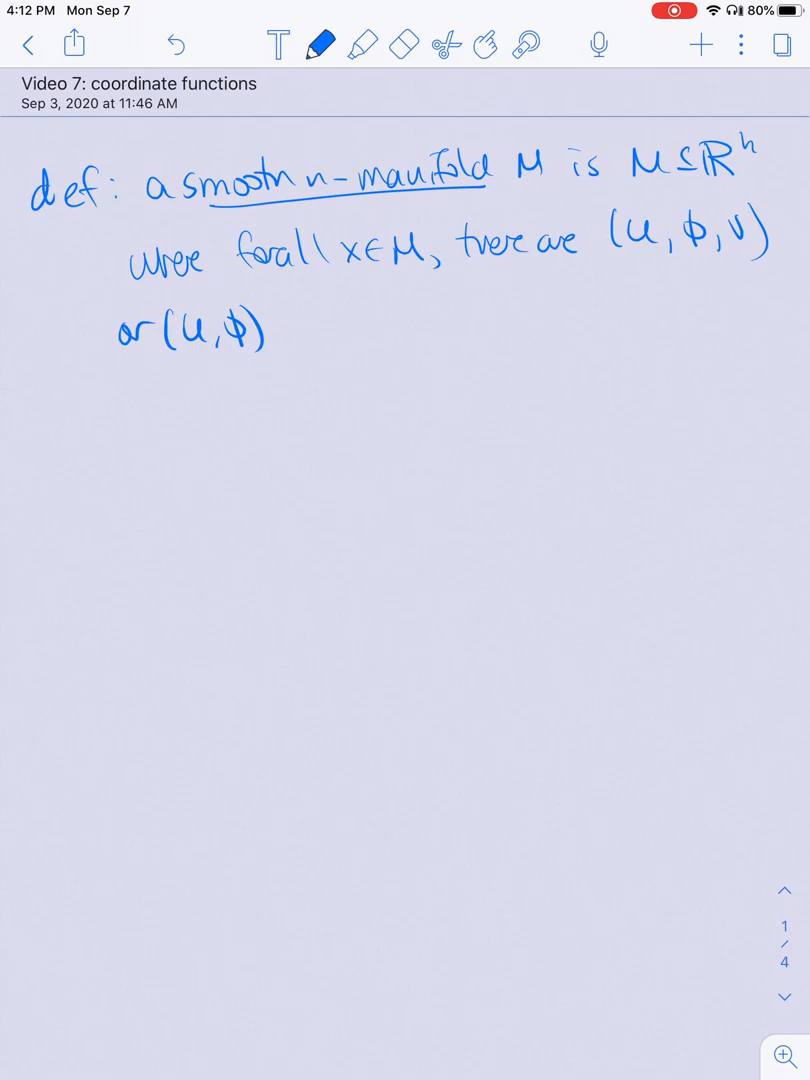 4:12 PM Mon Sep 7 80%
T
Video 7: coordinate functions
Sep 3, 2020 at 11:46 AM
def: a smooth n-manifold M is M ⊆ ℝⁿ
where for all x ∈ M, there are (U, ϕ, V)
or (U, ϕ)
1
/
4